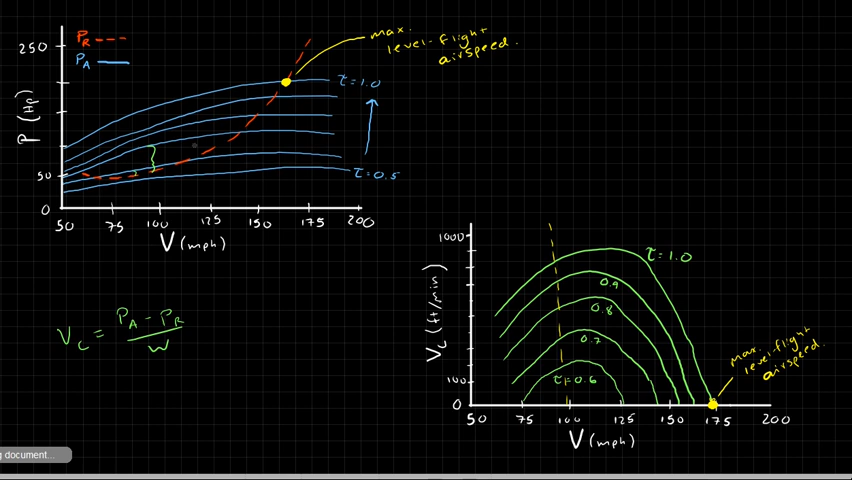 250
P_R
P_A
P (Hp)
50
0
50 75 100 125 150 175 200
V (mph)
τ=1.0
τ=0.5
max.
level-flight
airspeed.
V_C = P_A - P_R
W
1000
V_C (ft/min)
100
0
τ=1.0
0.9
0.8
0.7
τ=0.6
50 75 100 125 150 175 200
V (mph)
max.
level-flight
airspeed.
g document...